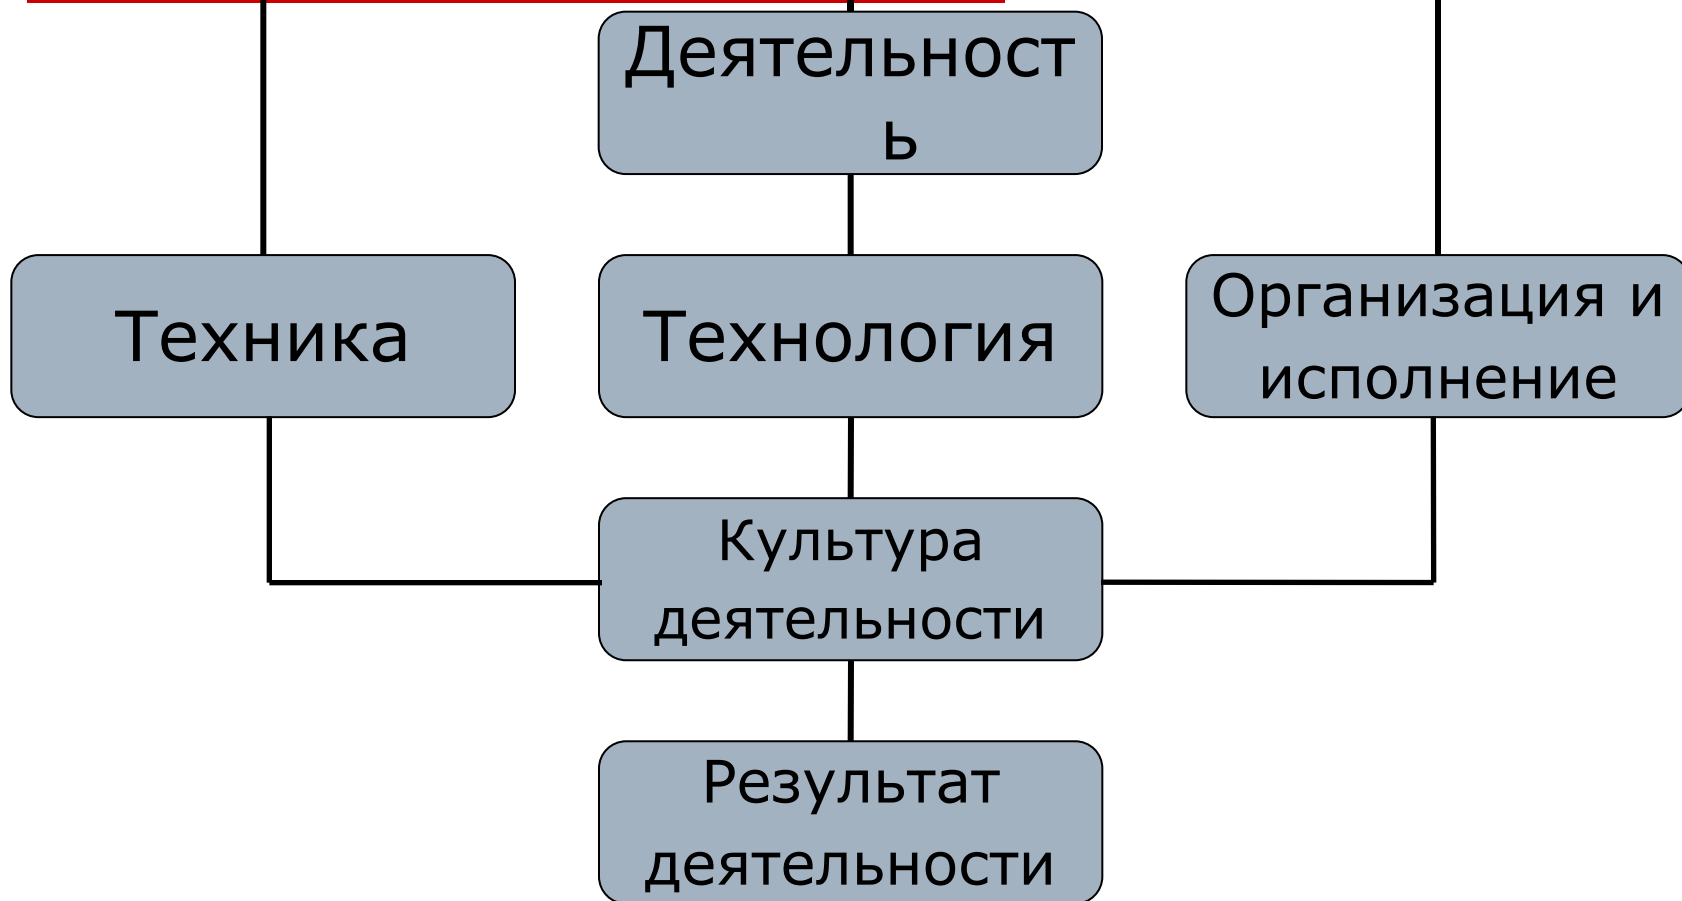 Деятельност
ь
Техника
Технология
Организация и
исполнение
Культура
деятельности
Результат
деятельности